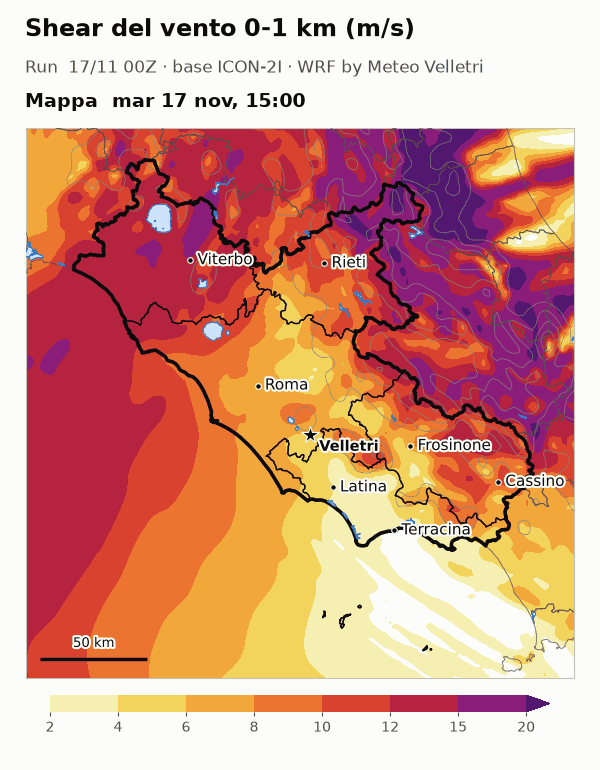 Shear del vento 0-1 km (m/s)
Run  17/11 00Z · base ICON-2I · WRF by Meteo Velletri
Mappa  mar 17 nov, 15:00
Viterbo
Rieti
Roma
Velletri
Frosinone
Latina
Cassino
Terracina
50 km
2 4 6 8 10 12 15 20